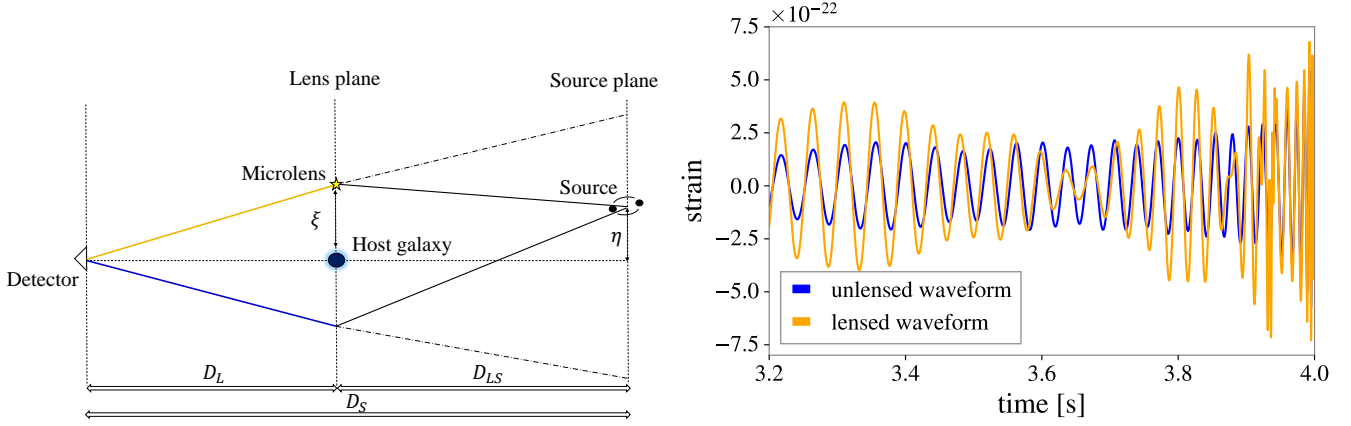 Lens plane
Source plane
Microlens
Source
ξ
η
Host galaxy
Detector
D_L
D_LS
D_S
×10⁻²²
7.5
5.0
2.5
0.0
−2.5
−5.0
−7.5
strain
unlensed waveform
lensed waveform
3.2
3.4
3.6
3.8
4.0
time [s]